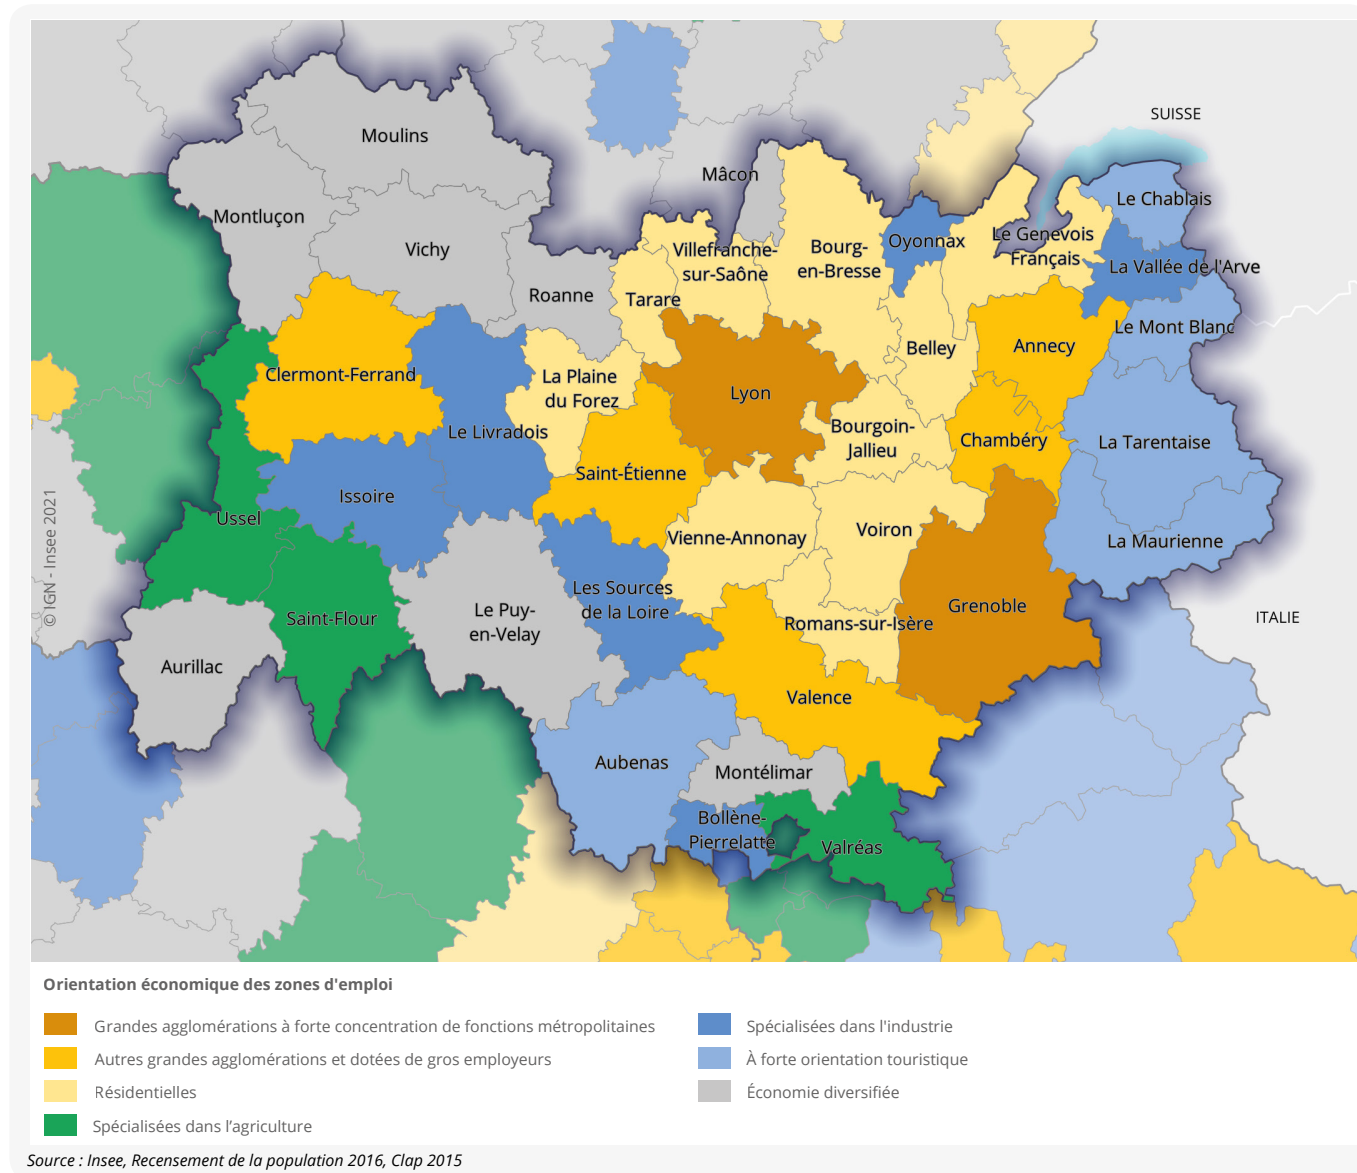 SUISSE
Moulins
Mâcon
Le Chablais
Montluçon
Vichy
Villefranche-
sur-Saône
Bourg-
en-Bresse
Oyonnax
Le Genevois
Français
La Vallée de l'Arve
Roanne
Tarare
Le Mont Blanc
Clermont-Ferrand
La Plaine
du Forez
Lyon
Belley
Annecy
Le Livradois
Bourgoin-
Jallieu
Chambéry
La Tarentaise
Saint-Étienne
Issoire
Ussel
Vienne-Annonay
Voiron
La Maurienne
© IGN - Insee 2021
Saint-Flour
Le Puy-
en-Velay
Les Sources
de la Loire
Romans-sur-Isère
Grenoble
ITALIE
Aurillac
Valence
Aubenas
Montélimar
Bollène-
Pierrelatte
Valréas
Orientation économique des zones d'emploi
Grandes agglomérations à forte concentration de fonctions métropolitaines
Autres grandes agglomérations et dotées de gros employeurs
Résidentielles
Spécialisées dans l’agriculture
Spécialisées dans l'industrie
À forte orientation touristique
Économie diversifiée
Source : Insee, Recensement de la population 2016, Clap 2015